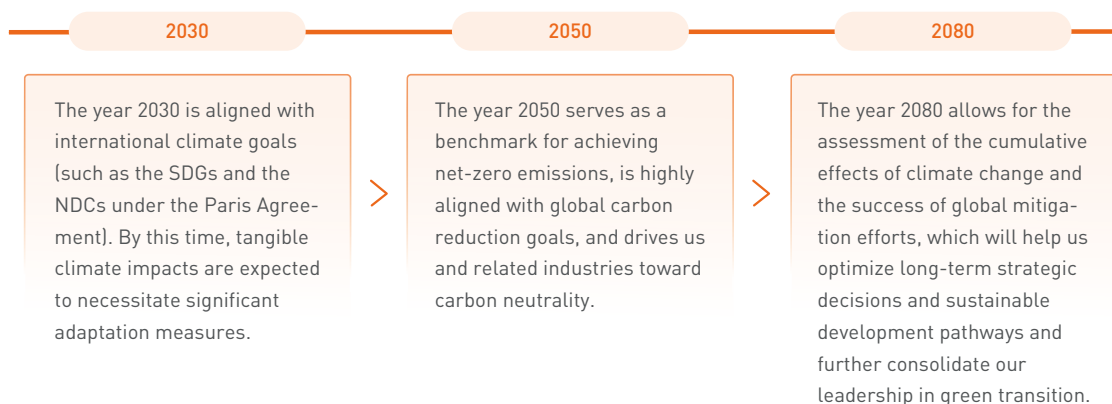 2030
The year 2030 is aligned with
international climate goals
(such as the SDGs and the
NDCs under the Paris Agree-
ment). By this time, tangible
climate impacts are expected
to necessitate significant
adaptation measures.
2050
The year 2050 serves as a
benchmark for achieving
net-zero emissions, is highly
aligned with global carbon
reduction goals, and drives us
and related industries toward
carbon neutrality.
2080
The year 2080 allows for the
assessment of the cumulative
effects of climate change and
the success of global mitiga-
tion efforts, which will help us
optimize long-term strategic
decisions and sustainable
development pathways and
further consolidate our
leadership in green transition.